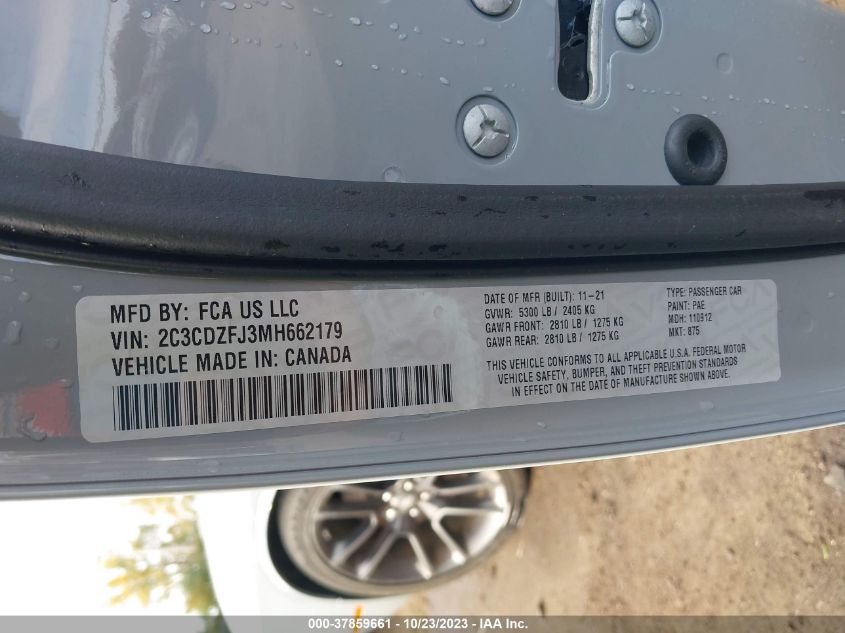 MFD BY: FCA US LLC
VIN: 2C3CDZFJ3MH662179
VEHICLE MADE IN: CANADA
DATE OF MFR (BUILT): 11-21
GVWR: 5300 LB / 2405 KG
GAWR FRONT: 2810 LB / 1275 KG
GAWR REAR: 2810 LB / 1275 KG
TYPE: PASSENGER CAR
PAINT: PAE
MDH: 110912
MKT: 875
THIS VEHICLE CONFORMS TO ALL APPLICABLE U.S.A. FEDERAL MOTOR
VEHICLE SAFETY, BUMPER, AND THEFT PREVENTION STANDARDS
IN EFFECT ON THE DATE OF MANUFACTURE SHOWN ABOVE.
000-37859661 - 10/23/2023 - IAA Inc.